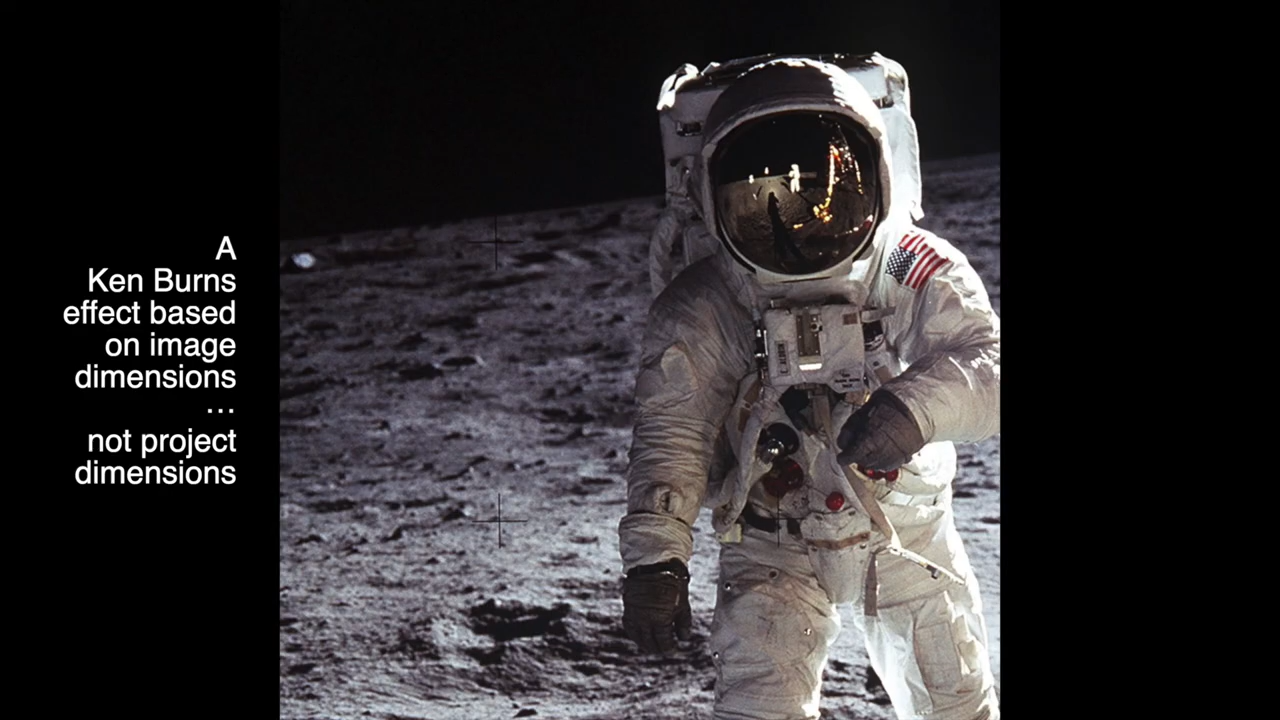 A
Ken Burns
effect based
on image
dimensions
...
not project
dimensions